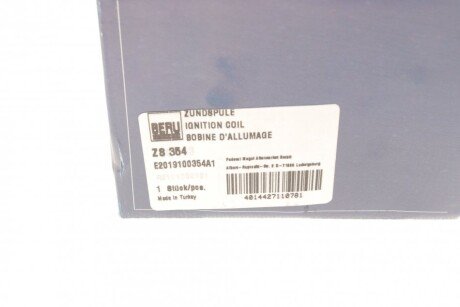 ZÜNDSPULE
BERU
IGNITION COIL
BOBINE D'ALLUMAGE
ZS 354
E2019100354A1
Federal Mogul Aftermarket GmbH
1 Stück/pcs.
Made in Turkey
4014427110781